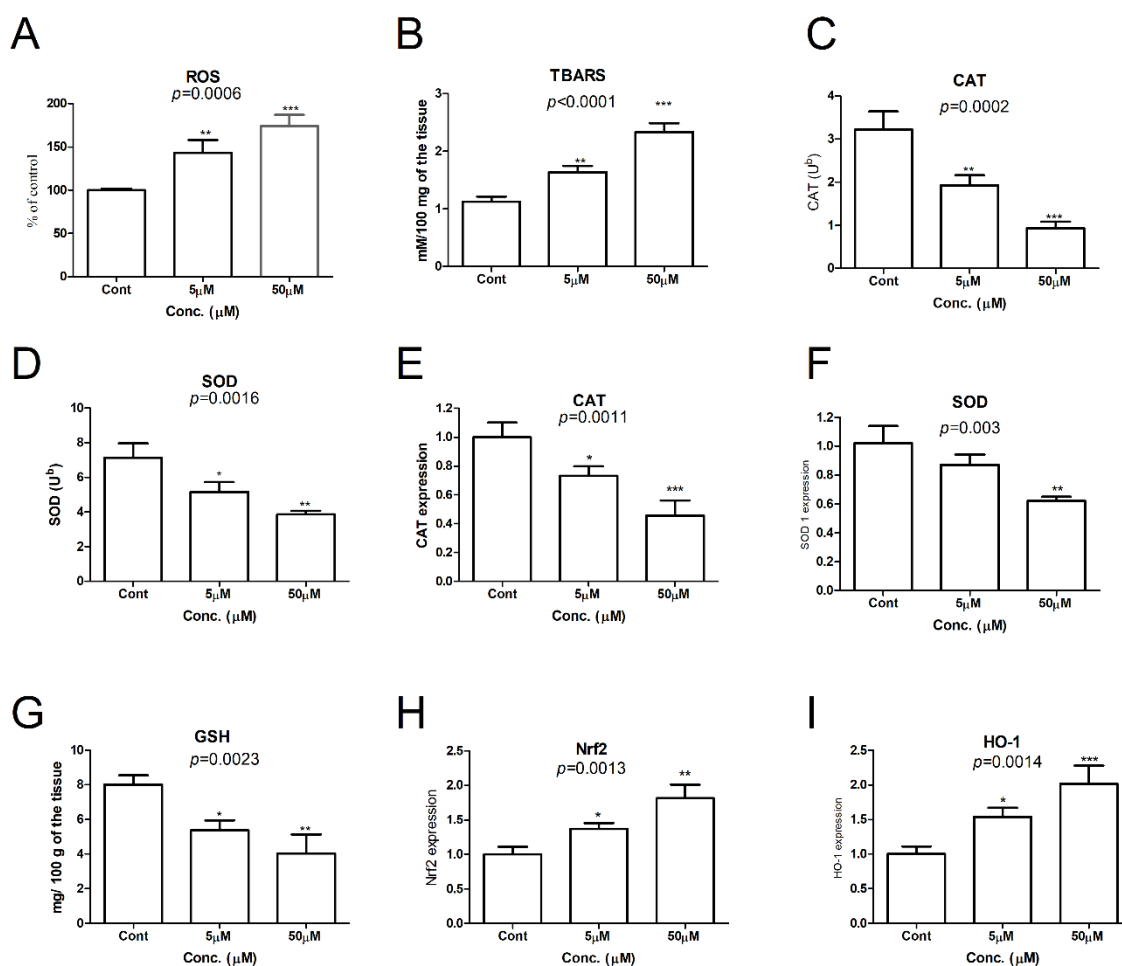 A
ROS
p=0.0006
% of control
200
150
100
50
0
**
***
Cont
5μM
50μM
Conc. (μM)
B
TBARS
p<0.0001
mM/100 mg of the tissue
3
2
1
0
**
***
Cont
5μM
50μM
Conc. (μM)
C
CAT
p=0.0002
CAT (Uᵇ)
4
3
2
1
0
**
***
Cont
5μM
50μM
Conc. (μM)
D
SOD
p=0.0016
SOD (Uᵇ)
10
8
6
4
2
0
*
**
Cont
5μM
50μM
Conc. (μM)
E
CAT
p=0.0011
CAT expression
1.2
1.0
0.8
0.6
0.4
0.2
0.0
*
***
Cont
5μM
50μM
Conc. (μM)
F
SOD
p=0.003
SOD 1 expression
1.2
1.0
0.8
0.6
0.4
0.2
0.0
**
Cont
5μM
50μM
Conc. (μM)
G
GSH
p=0.0023
mg/ 100 g of the tissue
10
8
6
4
2
0
*
**
Cont
5μM
50μM
Conc. (μM)
H
Nrf2
p=0.0013
Nrf2 expression
2.5
2.0
1.5
1.0
0.5
0.0
*
**
Cont
5μM
50μM
Conc. (μM)
I
HO-1
p=0.0014
HO-1 expression
2.5
2.0
1.5
1.0
0.5
0.0
*
***
Cont
5μM
50μM
Conc. (μM)